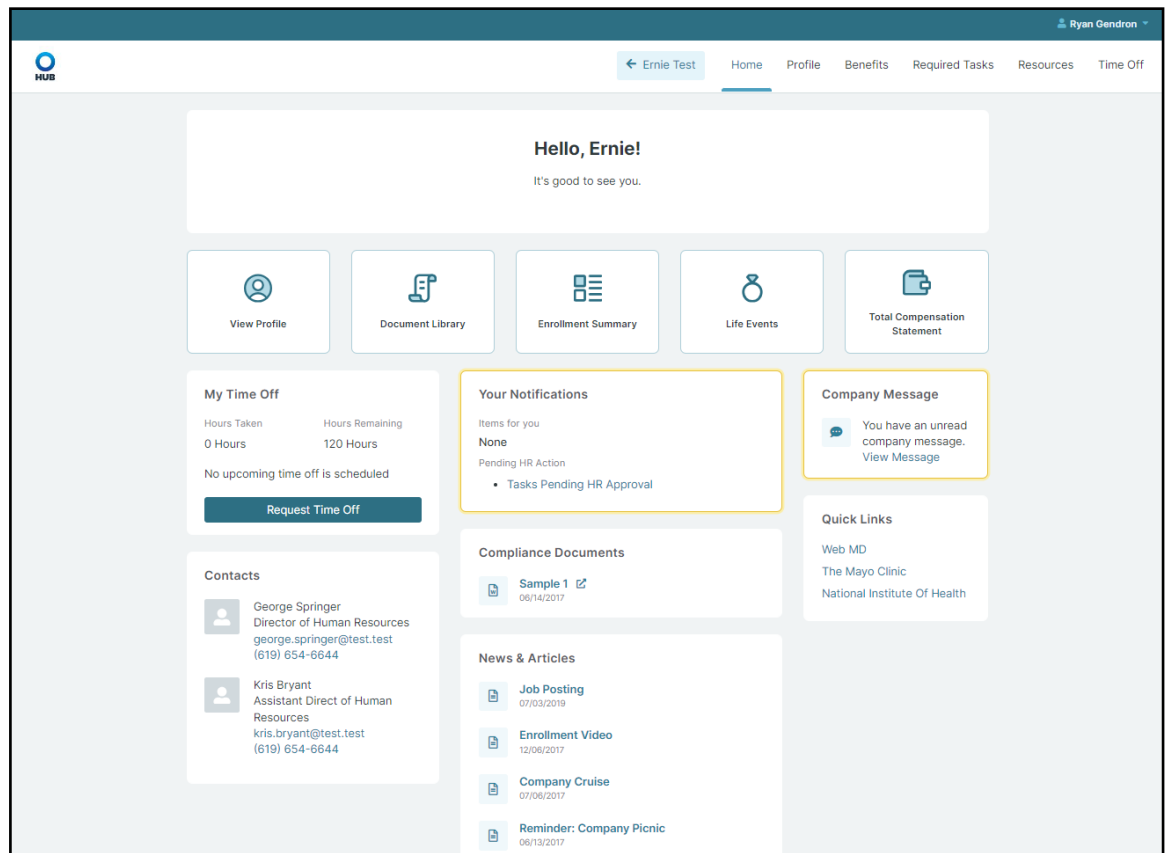 Ryan Gendron
HUB
Ernie Test
Home
Profile
Benefits
Required Tasks
Resources
Time Off
Hello, Ernie!
It's good to see you.
View Profile
Document Library
Enrollment Summary
Life Events
Total Compensation
Statement
My Time Off
Hours Taken
Hours Remaining
0 Hours
120 Hours
No upcoming time off is scheduled
Request Time Off
Contacts
George Springer
Director of Human Resources
george.springer@test.test
(619) 654-6644
Kris Bryant
Assistant Direct of Human
Resources
kris.bryant@test.test
(619) 654-6644
Your Notifications
Items for you
None
Pending HR Action
• Tasks Pending HR Approval
Compliance Documents
Sample 1
06/14/2017
News & Articles
Job Posting
07/03/2019
Enrollment Video
12/06/2017
Company Cruise
07/06/2017
Reminder: Company Picnic
06/13/2017
Company Message
You have an unread
company message.
View Message
Quick Links
Web MD
The Mayo Clinic
National Institute Of Health